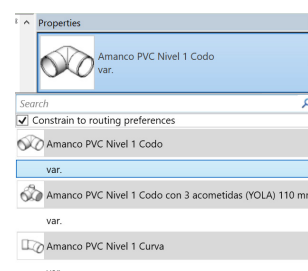 Properties
Amanco PVC Nivel 1 Codo
var.
Search
Constrain to routing preferences
Amanco PVC Nivel 1 Codo
var.
Amanco PVC Nivel 1 Codo con 3 acometidas (YOLA) 110 mm
var.
Amanco PVC Nivel 1 Curva
var.